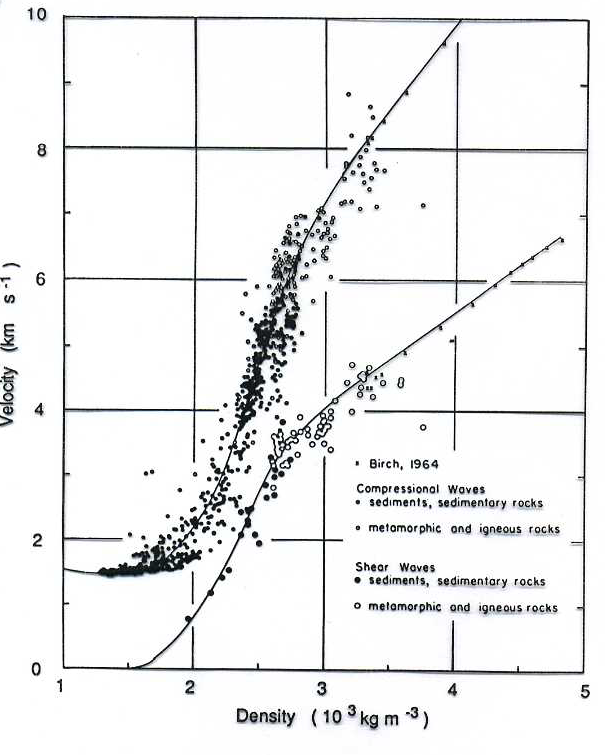 10
8
6
4
2
0
Velocity (km s⁻¹)
Birch, 1964
Compressional Waves
sediments, sedimentary rocks
metamorphic and igneous rocks
Shear Waves
sediments, sedimentary rocks
metamorphic and igneous rocks
1 2 3 4 5
Density (10³ kg m⁻³)